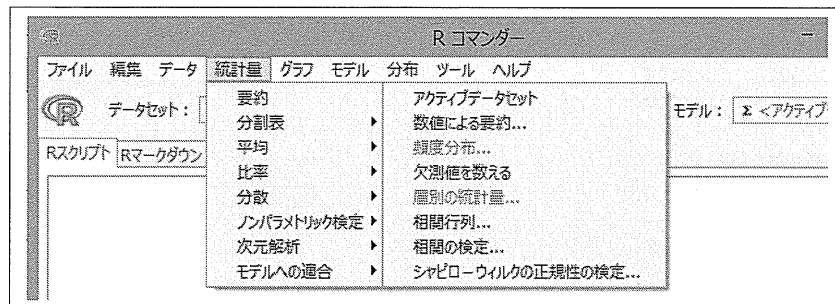 R コマンダー
ファイル 編集 データ 統計量 グラフ モデル 分布 ツール ヘルプ
R データセット: モデル: Σ <アクティブ
Rスクリプト Rマークダウン
要約
分割表
平均
比率
分散
ノンパラメトリック検定
次元解析
モデルへの適合
アクティブデータセット
数値による要約...
頻度分布...
欠測値を数える
層別の統計量...
相関行列...
相関の検定...
シャピローウィルクの正規性の検定...